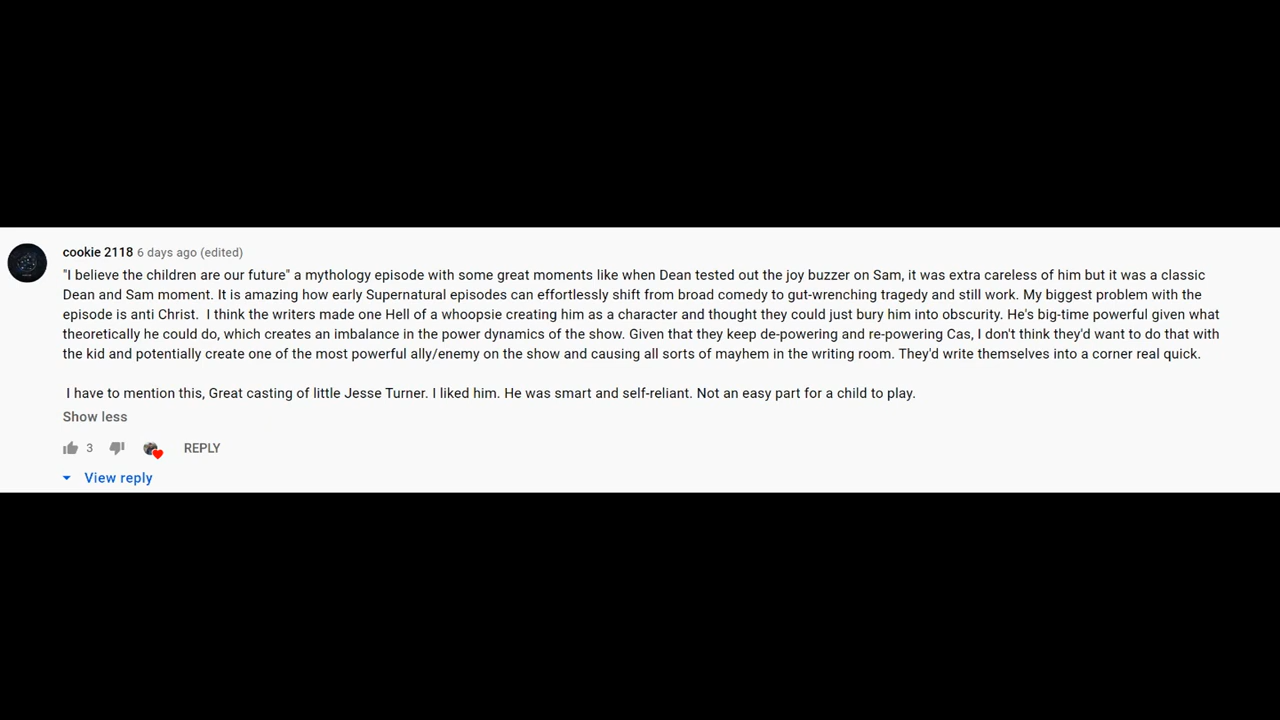 cookie 2118 6 days ago (edited)
"I believe the children are our future" a mythology episode with some great moments like when Dean tested out the joy buzzer on Sam, it was extra careless of him but it was a classic
Dean and Sam moment. It is amazing how early Supernatural episodes can effortlessly shift from broad comedy to gut-wrenching tragedy and still work. My biggest problem with the
episode is anti Christ.  I think the writers made one Hell of a whoopsie creating him as a character and thought they could just bury him into obscurity. He's big-time powerful given what
theoretically he could do, which creates an imbalance in the power dynamics of the show. Given that they keep de-powering and re-powering Cas, I don't think they'd want to do that with
the kid and potentially create one of the most powerful ally/enemy on the show and causing all sorts of mayhem in the writing room. They'd write themselves into a corner real quick.
I have to mention this, Great casting of little Jesse Turner. I liked him. He was smart and self-reliant. Not an easy part for a child to play.
Show less
3 REPLY
View reply